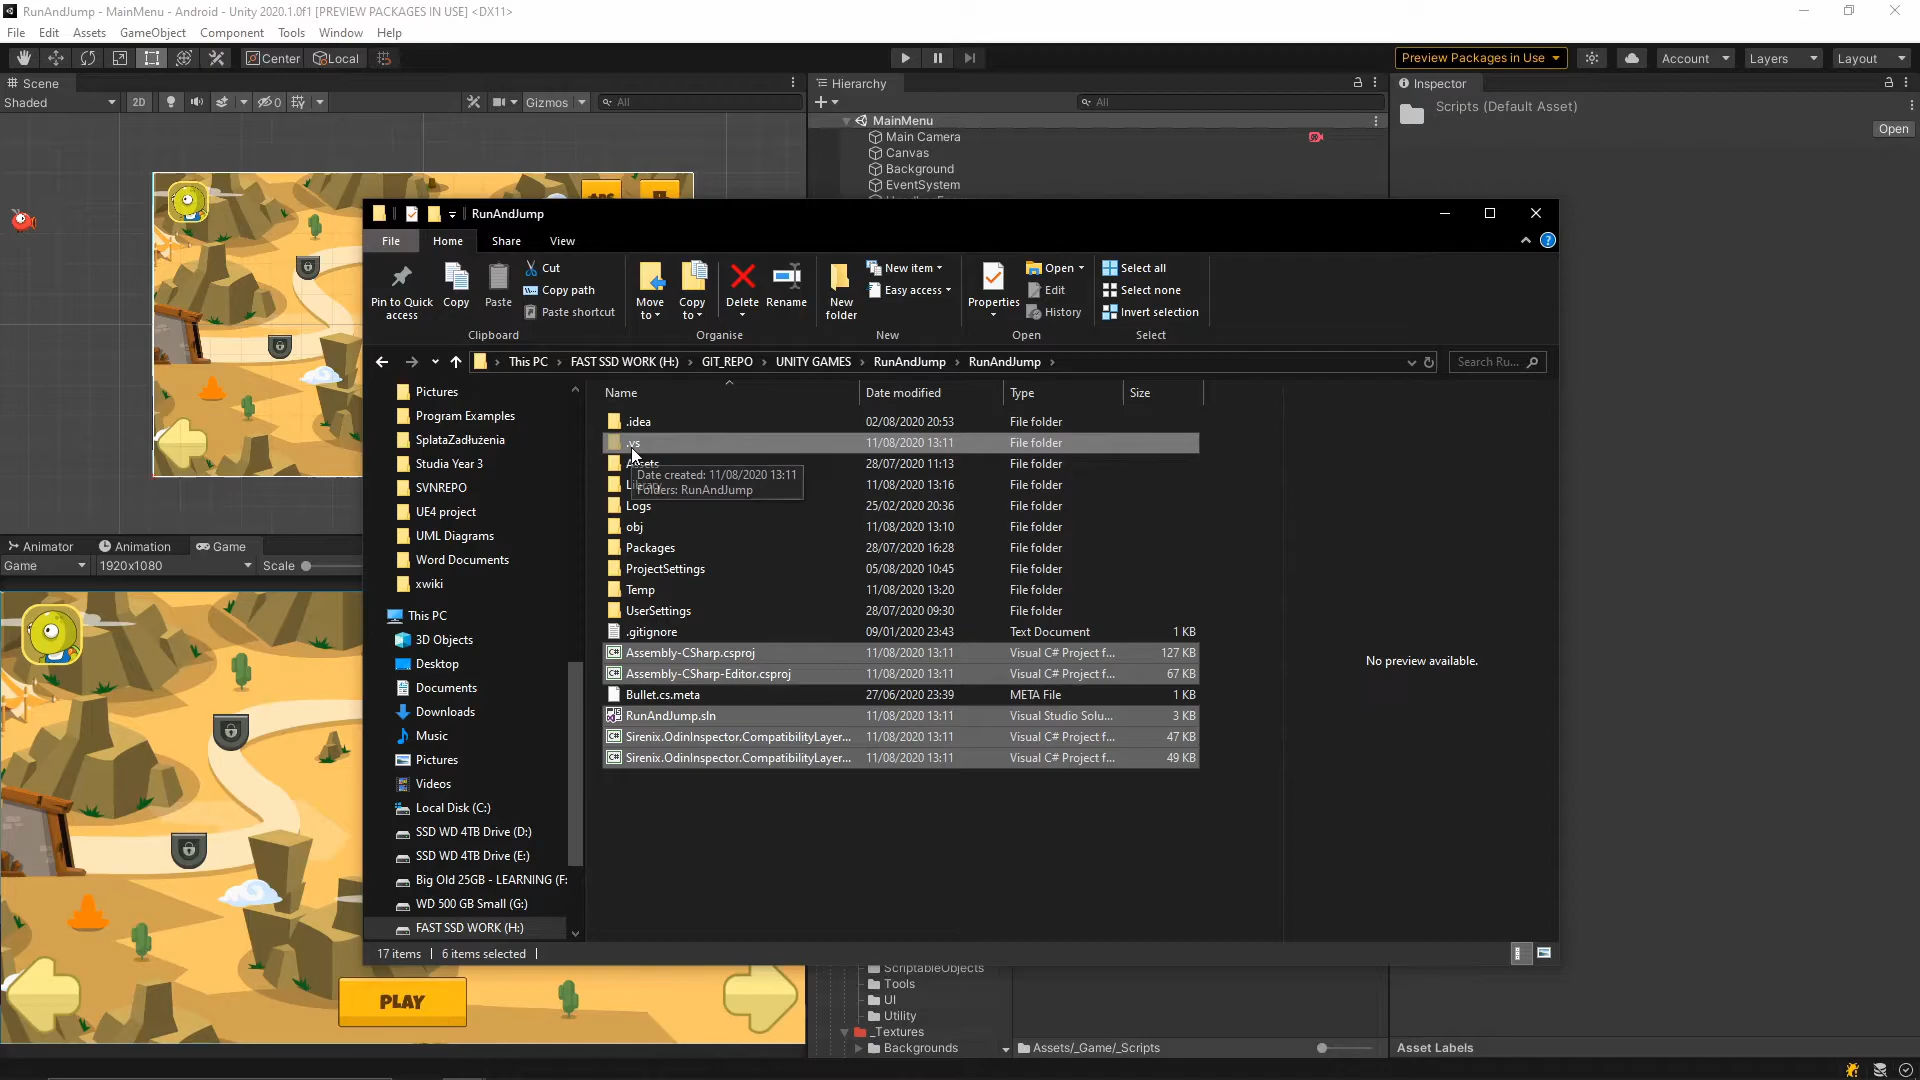 RunAndJump - MainMenu - Android - Unity 2020.1.0f1 [PREVIEW PACKAGES IN USE] <DX11>
File Edit Assets GameObject Component Tools Window Help
Center Local Preview Packages in Use Account Layers Layout
Scene Hierarchy Inspector
Shaded 2D 0 Gizmos All All
Scripts (Default Asset)
Open
MainMenu
Main Camera
Canvas
Background
EventSystem
RunAndJump
File Home Share View
Pin to Quick access
Copy
Paste
Cut
Copy path
Paste shortcut
Clipboard
Move to
Copy to
Delete
Rename
Organise
New folder
New item
Easy access
New
Properties
Open
Edit
History
Open
Select all
Select none
Invert selection
Select
This PC > FAST SSD WORK (H:) > GIT_REPO > UNITY GAMES > RunAndJump > RunAndJump >
Search Ru...
Pictures
Program Examples
SplataZadłużenia
Studia Year 3
SVNREPO
UE4 project
UML Diagrams
Word Documents
xwiki
This PC
3D Objects
Desktop
Documents
Downloads
Music
Pictures
Videos
Local Disk (C:)
SSD WD 4TB Drive (D:)
SSD WD 4TB Drive (E:)
Big Old 25GB - LEARNING (F:
WD 500 GB Small (G:)
FAST SSD WORK (H:)
Name Date modified Type Size
.idea 02/08/2020 20:53 File folder
.vs 11/08/2020 13:11 File folder
Assets 28/07/2020 11:13 File folder
Library 11/08/2020 13:16 File folder
Date created: 11/08/2020 13:11
Folders: RunAndJump
Logs 25/02/2020 20:36 File folder
obj 11/08/2020 13:10 File folder
Packages 28/07/2020 16:28 File folder
ProjectSettings 05/08/2020 10:45 File folder
Temp 11/08/2020 13:20 File folder
UserSettings 28/07/2020 09:30 File folder
.gitignore 09/01/2020 23:43 Text Document 1 KB
Assembly-CSharp.csproj 11/08/2020 13:11 Visual C# Project f... 127 KB
Assembly-CSharp-Editor.csproj 11/08/2020 13:11 Visual C# Project f... 67 KB
Bullet.cs.meta 27/06/2020 23:39 META File 1 KB
RunAndJump.sln 11/08/2020 13:11 Visual Studio Solu... 3 KB
Sirenix.OdinInspector.CompatibilityLayer... 11/08/2020 13:11 Visual C# Project f... 47 KB
Sirenix.OdinInspector.CompatibilityLayer... 11/08/2020 13:11 Visual C# Project f... 49 KB
No preview available.
17 items 6 items selected
Animator Animation Game
Game 1920x1080 Scale
PLAY
ScriptableObjects
Tools
UI
Utility
_Textures
Backgrounds
Assets/_Game/_Scripts
Asset Labels